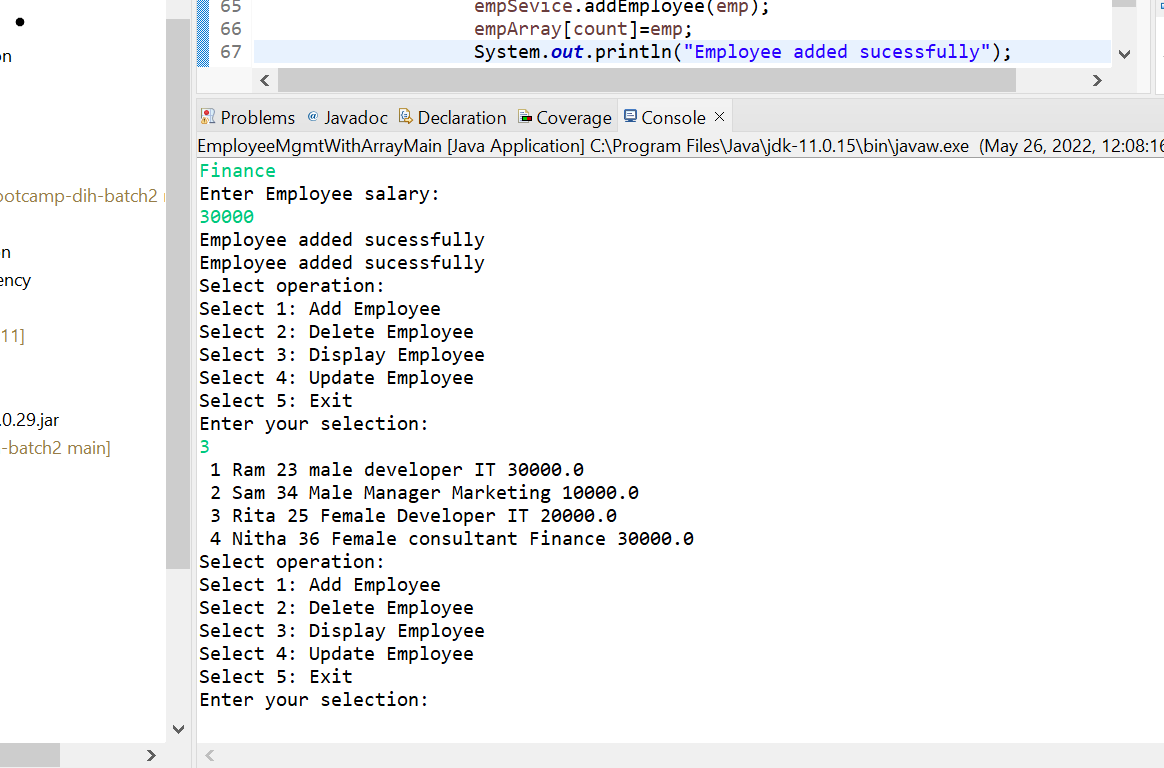 65 empSevice.addEmployee(emp);
66 empArray[count]=emp;
67 System.out.println("Employee added sucessfully");
Problems @ Javadoc Declaration Coverage Console
EmployeeMgmtWithArrayMain [Java Application] C:\Program Files\Java\jdk-11.0.15\bin\javaw.exe (May 26, 2022, 12:08:16
Finance
Enter Employee salary:
30000
Employee added sucessfully
Employee added sucessfully
Select operation:
Select 1: Add Employee
Select 2: Delete Employee
Select 3: Display Employee
Select 4: Update Employee
Select 5: Exit
Enter your selection:
3
1 Ram 23 male developer IT 30000.0
2 Sam 34 Male Manager Marketing 10000.0
3 Rita 25 Female Developer IT 20000.0
4 Nitha 36 Female consultant Finance 30000.0
Select operation:
Select 1: Add Employee
Select 2: Delete Employee
Select 3: Display Employee
Select 4: Update Employee
Select 5: Exit
Enter your selection:
on
ootcamp-dih-batch2
n
ency
11]
.0.29.jar
-batch2 main]